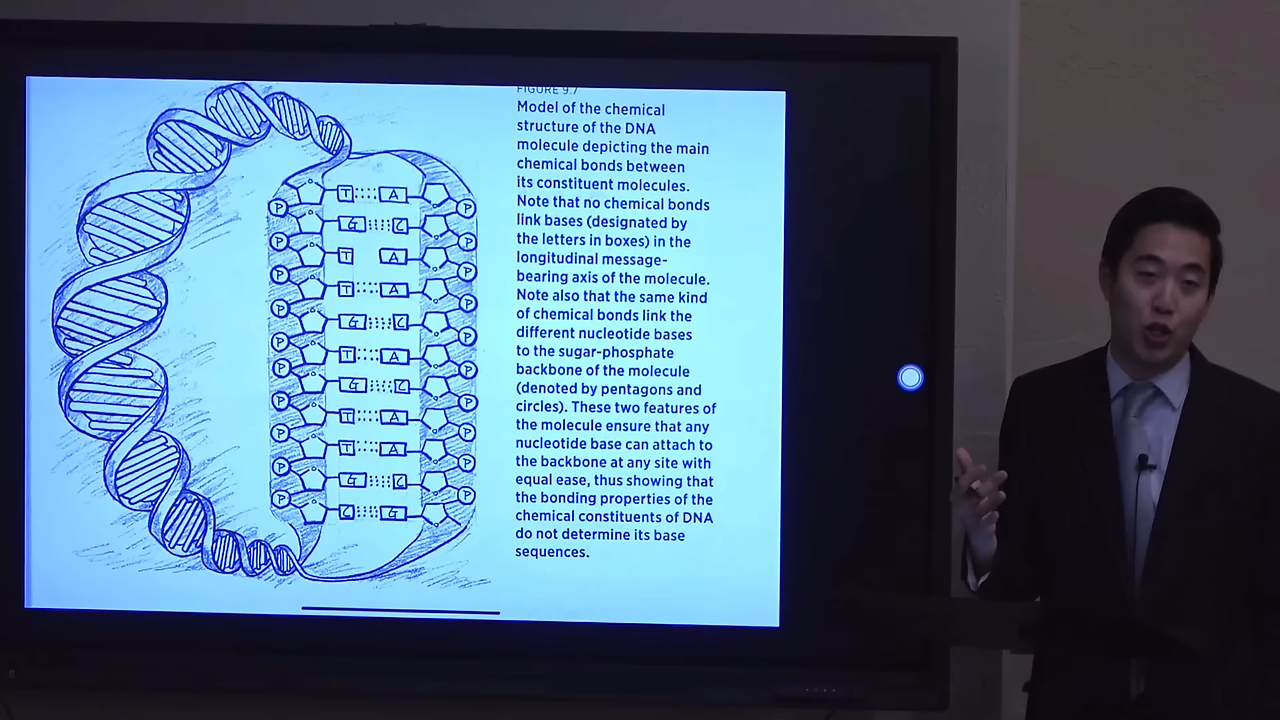 FIGURE 9.7
Model of the chemical
structure of the DNA
molecule depicting the main
chemical bonds between
its constituent molecules.
Note that no chemical bonds
link bases (designated by
the letters in boxes) in the
longitudinal message-
bearing axis of the molecule.
Note also that the same kind
of chemical bonds link the
different nucleotide bases
to the sugar-phosphate
backbone of the molecule
(denoted by pentagons and
circles). These two features of
the molecule ensure that any
nucleotide base can attach to
the backbone at any site with
equal ease, thus showing that
the bonding properties of the
chemical constituents of DNA
do not determine its base
sequences.
T A
P P
G C
P P
T A
P P
T A
P P
G C
P P
T A
P P
G C
P P
T A
P P
T A
P P
G C
P P
C G